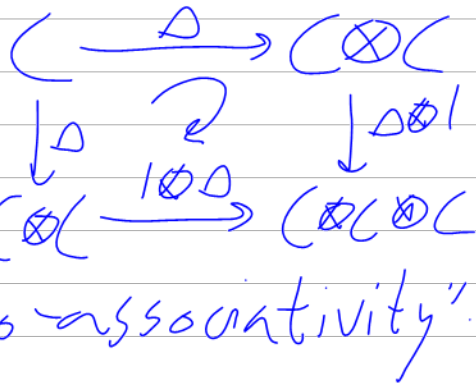 C Δ C⊗C
Δ Δ⊗1
C⊗C 1⊗Δ C⊗C⊗C
o-associativity"